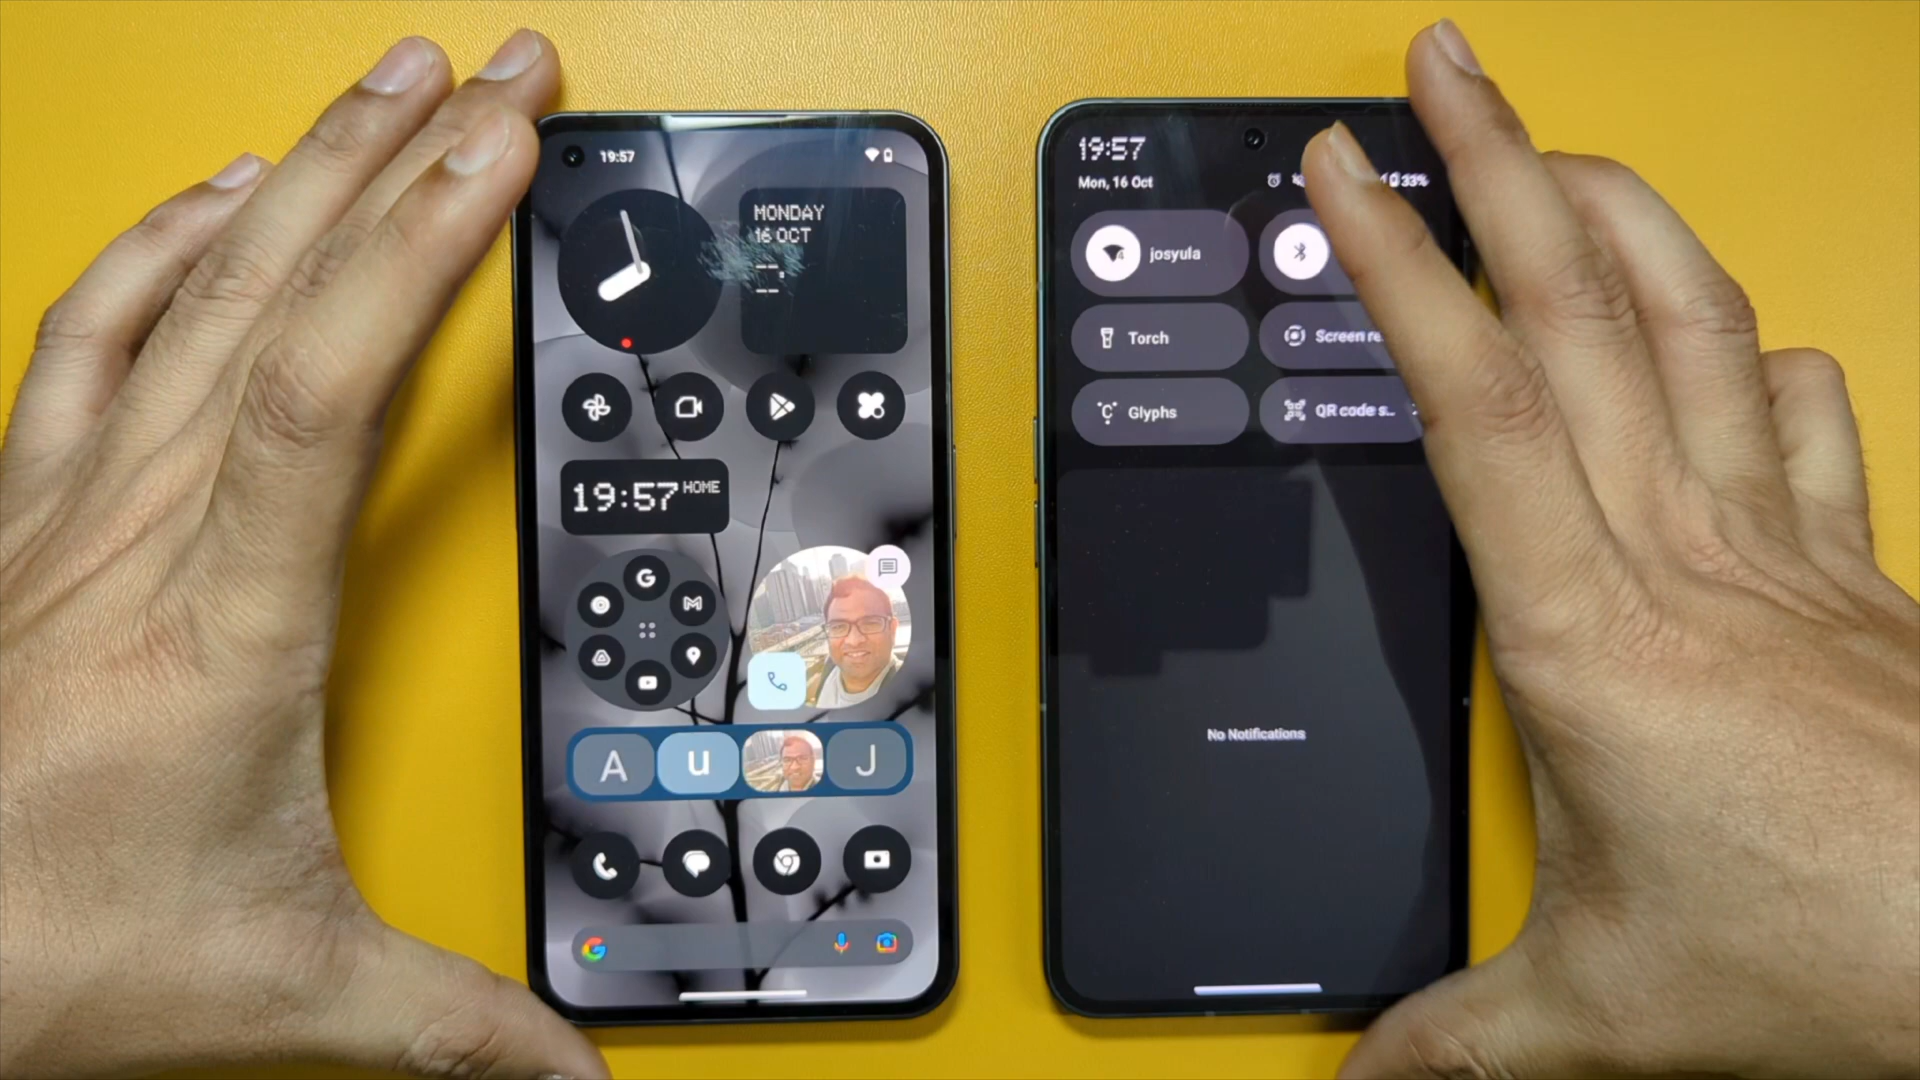 19:57
MONDAY
16 OCT
19:57 HOME
A u J
19:57
Mon, 16 Oct
33%
josyula
Torch
Screen re..
Glyphs
QR code s..
No Notifications